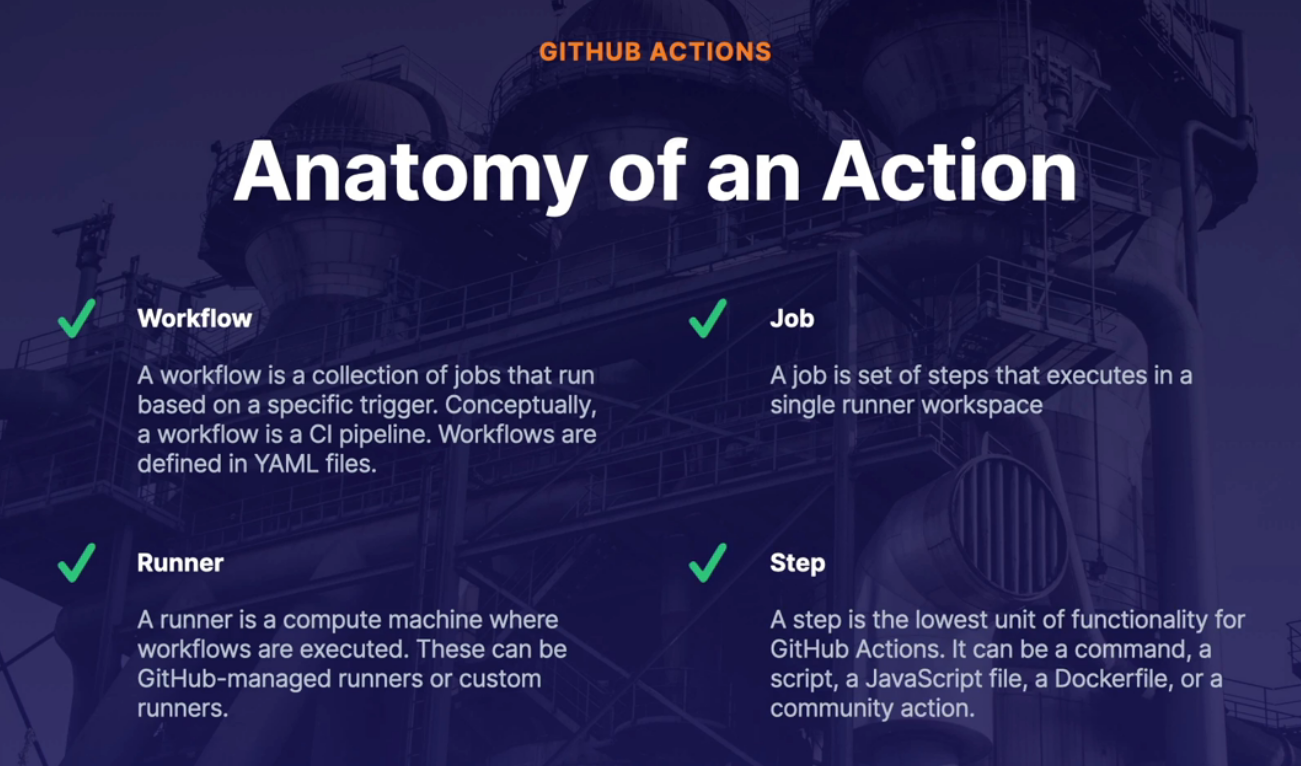 GITHUB ACTIONS
Anatomy of an Action
Workflow
A workflow is a collection of jobs that run
based on a specific trigger. Conceptually,
a workflow is a CI pipeline. Workflows are
defined in YAML files.
Job
A job is set of steps that executes in a
single runner workspace
Runner
A runner is a compute machine where
workflows are executed. These can be
GitHub-managed runners or custom
runners.
Step
A step is the lowest unit of functionality for
GitHub Actions. It can be a command, a
script, a JavaScript file, a Dockerfile, or a
community action.